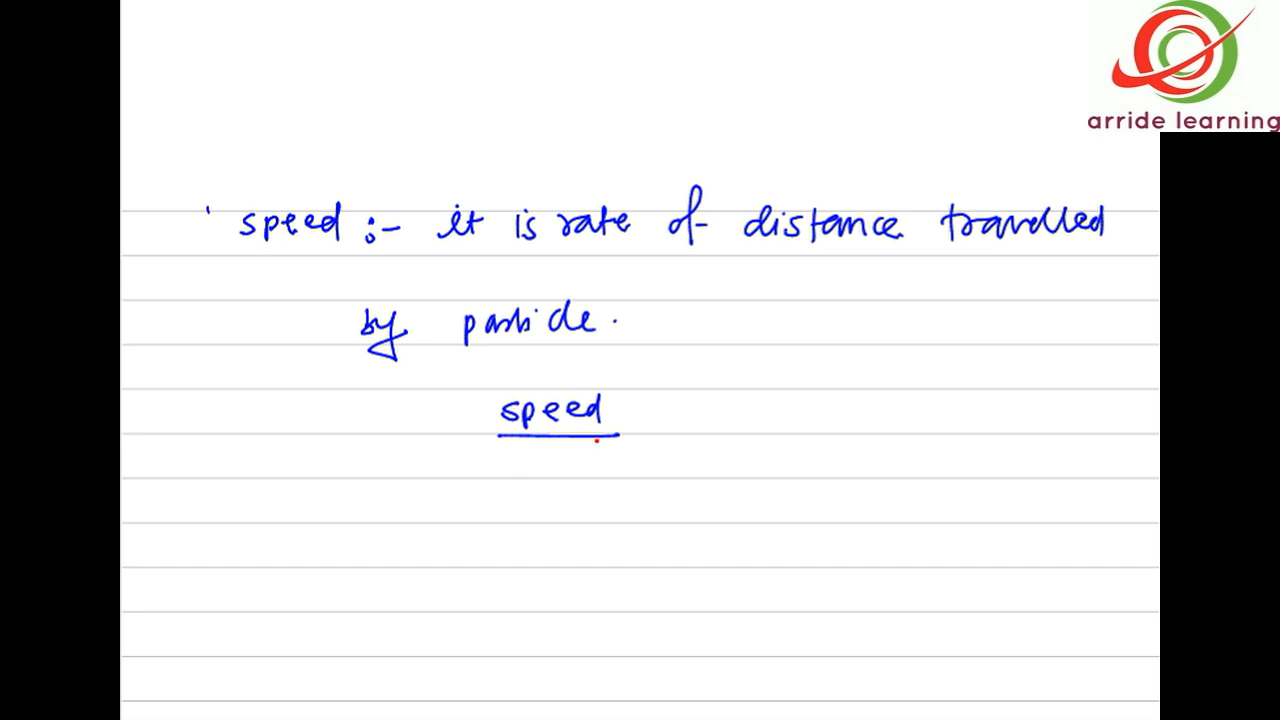 arride learning
speed :- it is rate of distance travelled
by particle.
speed